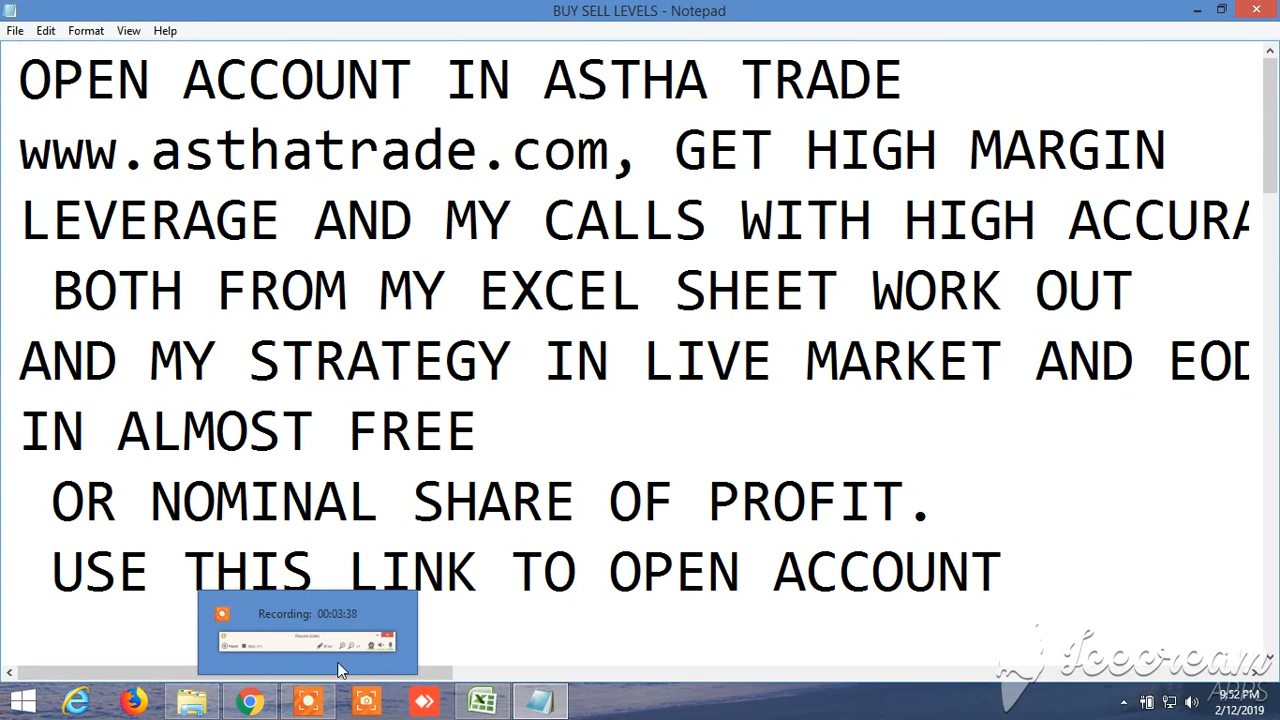 BUY SELL LEVELS - Notepad
File Edit Format View Help
OPEN ACCOUNT IN ASTHA TRADE
www.asthatrade.com, GET HIGH MARGIN
LEVERAGE AND MY CALLS WITH HIGH ACCURA
BOTH FROM MY EXCEL SHEET WORK OUT
AND MY STRATEGY IN LIVE MARKET AND EOD
IN ALMOST FREE
OR NOMINAL SHARE OF PROFIT.
USE THIS LINK TO OPEN ACCOUNT
Recording: 00:03:38
Icecream
APPS
9:52 PM
2/12/2019